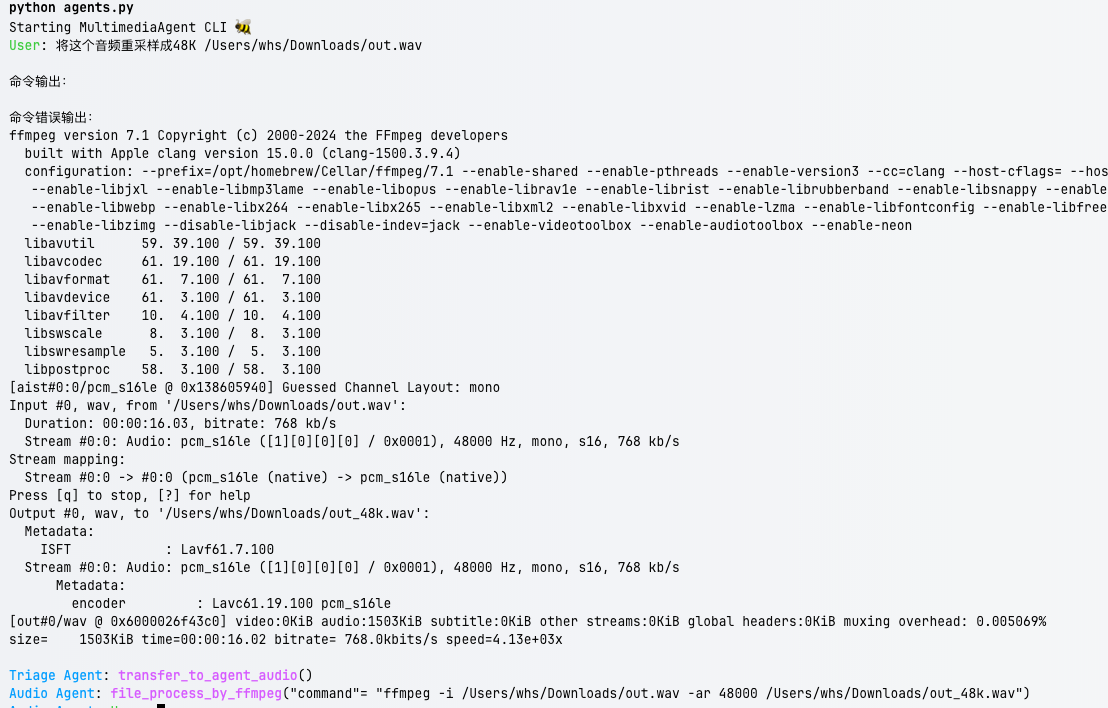 python agents.py
Starting MultimediaAgent CLI 🐝
User: 将这个音频重采样成48K /Users/whs/Downloads/out.wav
命令输出:
命令错误输出:
ffmpeg version 7.1 Copyright (c) 2000-2024 the FFmpeg developers
built with Apple clang version 15.0.0 (clang-1500.3.9.4)
configuration: --prefix=/opt/homebrew/Cellar/ffmpeg/7.1 --enable-shared --enable-pthreads --enable-version3 --cc=clang --host-cflags= --hos
--enable-libjxl --enable-libmp3lame --enable-libopus --enable-librav1e --enable-librist --enable-librubberband --enable-libsnappy --enable
--enable-libwebp --enable-libx264 --enable-libx265 --enable-libxml2 --enable-libxvid --enable-lzma --enable-libfontconfig --enable-libfree
--enable-libzimg --disable-libjack --disable-indev=jack --enable-videotoolbox --enable-audiotoolbox --enable-neon
libavutil      59. 39.100 / 59. 39.100
libavcodec     61. 19.100 / 61. 19.100
libavformat    61.  7.100 / 61.  7.100
libavdevice    61.  3.100 / 61.  3.100
libavfilter    10.  4.100 / 10.  4.100
libswscale      8.  3.100 /  8.  3.100
libswresample   5.  3.100 /  5.  3.100
libpostproc    58.  3.100 / 58.  3.100
[aist#0:0/pcm_s16le @ 0x138605940] Guessed Channel Layout: mono
Input #0, wav, from '/Users/whs/Downloads/out.wav':
Duration: 00:00:16.03, bitrate: 768 kb/s
Stream #0:0: Audio: pcm_s16le ([1][0][0][0] / 0x0001), 48000 Hz, mono, s16, 768 kb/s
Stream mapping:
Stream #0:0 -> #0:0 (pcm_s16le (native) -> pcm_s16le (native))
Press [q] to stop, [?] for help
Output #0, wav, to '/Users/whs/Downloads/out_48k.wav':
Metadata:
ISFT            : Lavf61.7.100
Stream #0:0: Audio: pcm_s16le ([1][0][0][0] / 0x0001), 48000 Hz, mono, s16, 768 kb/s
Metadata:
encoder         : Lavc61.19.100 pcm_s16le
[out#0/wav @ 0x6000026f43c0] video:0KiB audio:1503KiB subtitle:0KiB other streams:0KiB global headers:0KiB muxing overhead: 0.005069%
size=    1503KiB time=00:00:16.02 bitrate= 768.0kbits/s speed=4.13e+03x
Triage Agent: transfer_to_agent_audio()
Audio Agent: file_process_by_ffmpeg("command"= "ffmpeg -i /Users/whs/Downloads/out.wav -ar 48000 /Users/whs/Downloads/out_48k.wav")